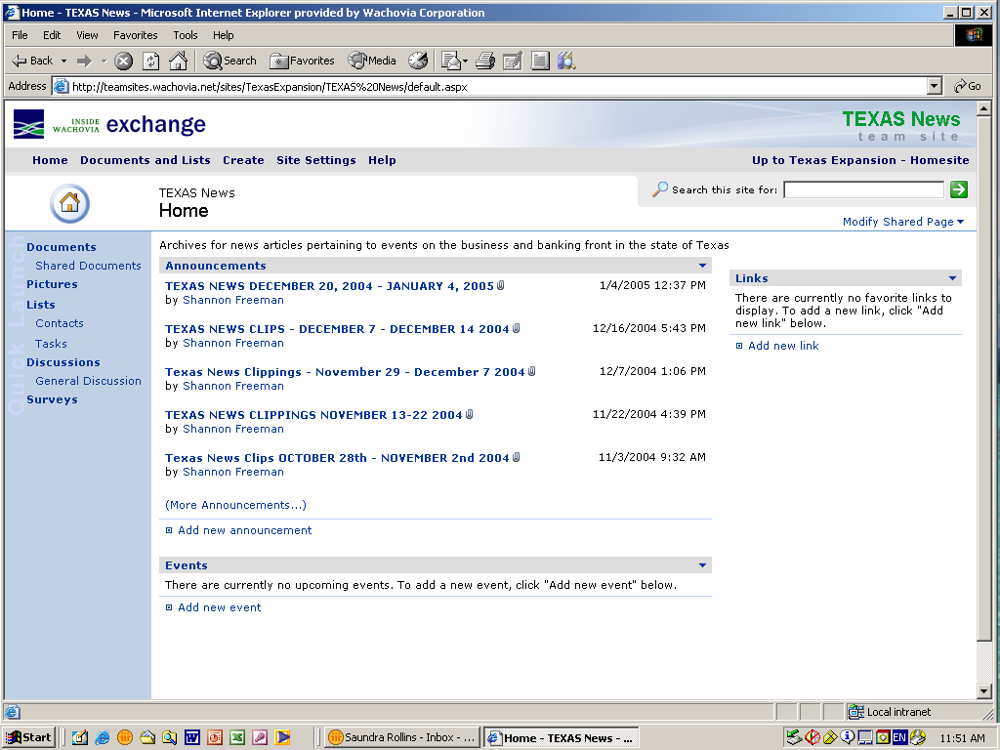 Home - TEXAS News - Microsoft Internet Explorer provided by Wachovia Corporation
File Edit View Favorites Tools Help
Back Search Favorites Media
Address http://teamsites.wachovia.net/sites/TexasExpansion/TEXAS%20News/default.aspx Go
INSIDE WACHOVIA exchange
TEXAS News
team site
Home Documents and Lists Create Site Settings Help Up to Texas Expansion - Homesite
TEXAS News
Home
Search this site for:
Modify Shared Page
Quick Launch
Documents
Shared Documents
Pictures
Lists
Contacts
Tasks
Discussions
General Discussion
Surveys
Archives for news articles pertaining to events on the business and banking front in the state of Texas
Announcements
TEXAS NEWS DECEMBER 20, 2004 - JANUARY 4, 2005 1/4/2005 12:37 PM
by Shannon Freeman
TEXAS NEWS CLIPS - DECEMBER 7 - DECEMBER 14 2004 12/16/2004 5:43 PM
by Shannon Freeman
Texas News Clippings - November 29 - December 7 2004 12/7/2004 1:06 PM
by Shannon Freeman
TEXAS NEWS CLIPPINGS NOVEMBER 13-22 2004 11/22/2004 4:39 PM
by Shannon Freeman
Texas News Clips OCTOBER 28th - NOVEMBER 2nd 2004 11/3/2004 9:32 AM
by Shannon Freeman
(More Announcements...)
Add new announcement
Events
There are currently no upcoming events. To add a new event, click "Add new event" below.
Add new event
Links
There are currently no favorite links to
display. To add a new link, click "Add
new link" below.
Add new link
Local intranet
Start Saundra Rollins - Inbox - ... Home - TEXAS News - ... EN 11:51 AM